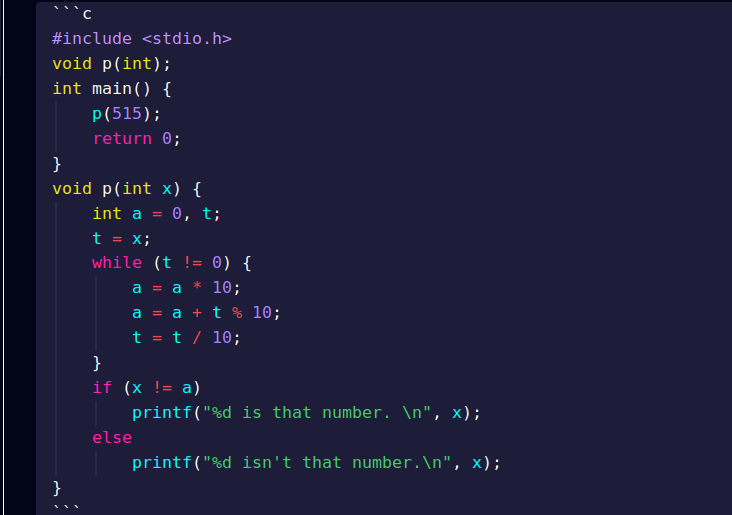 ```c
#include <stdio.h>
void p(int);
int main() {
    p(515);
    return 0;
}
void p(int x) {
    int a = 0, t;
    t = x;
    while (t != 0) {
        a = a * 10;
        a = a + t % 10;
        t = t / 10;
    }
    if (x != a)
        printf("%d is that number. \n", x);
    else
        printf("%d isn't that number.\n", x);
}
```